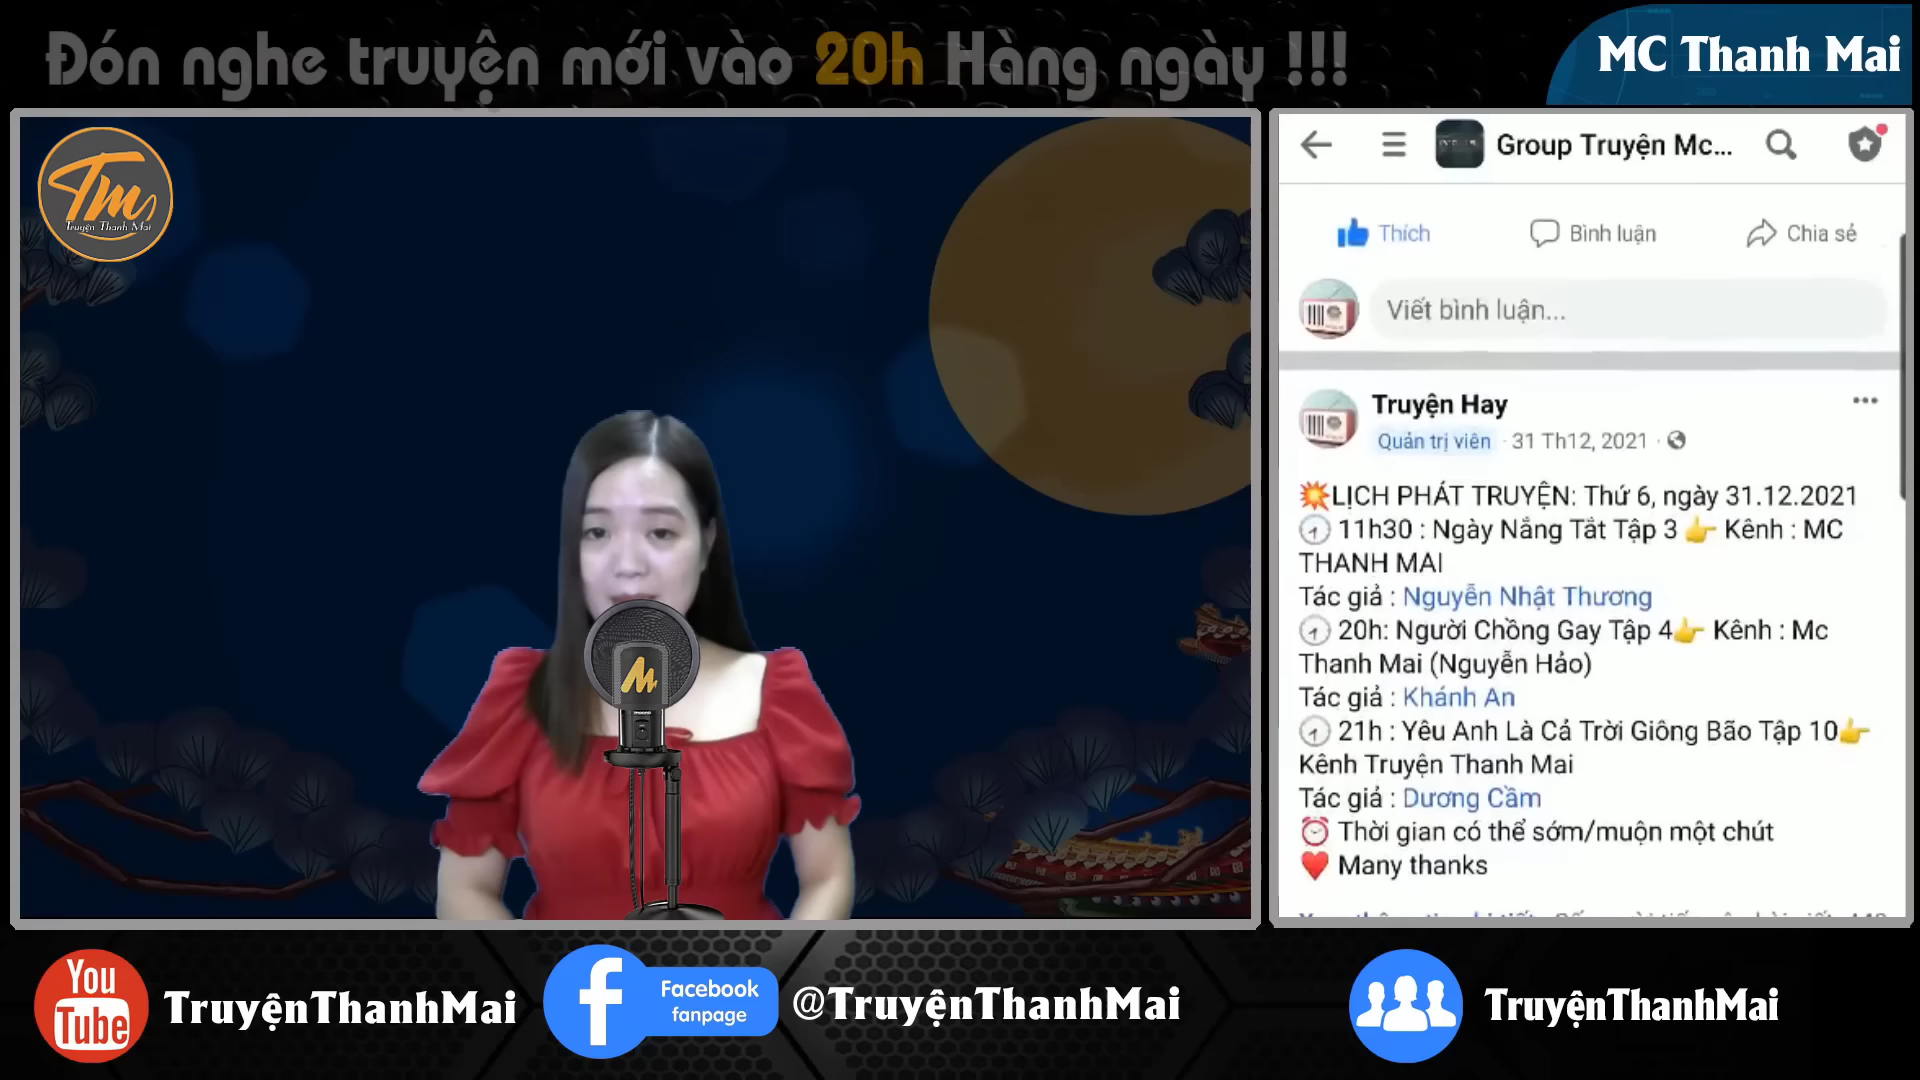 Đón nghe truyện mới vào 20h Hàng ngày !!!
MC Thanh Mai
Tm
Truyện Thanh Mai
M
Group Truyện Mc...
Thích
Bình luận
Chia sẻ
Viết bình luận...
Truyện Hay
Quản trị viên · 31 Th12, 2021 ·
💥LỊCH PHÁT TRUYỆN: Thứ 6, ngày 31.12.2021
🕣 11h30 : Ngày Nắng Tắt Tập 3 👉 Kênh : MC
THANH MAI
Tác giả : Nguyễn Nhật Thương
🕣 20h: Người Chồng Gay Tập 4👉 Kênh : Mc
Thanh Mai (Nguyễn Hảo)
Tác giả : Khánh An
🕣 21h : Yêu Anh Là Cả Trời Giông Bão Tập 10👉
Kênh Truyện Thanh Mai
Tác giả : Dương Cầm
⏰ Thời gian có thể sớm/muộn một chút
❤️ Many thanks
You
Tube
TruyệnThanhMai
f
Facebook
fanpage
@TruyệnThanhMai
TruyệnThanhMai